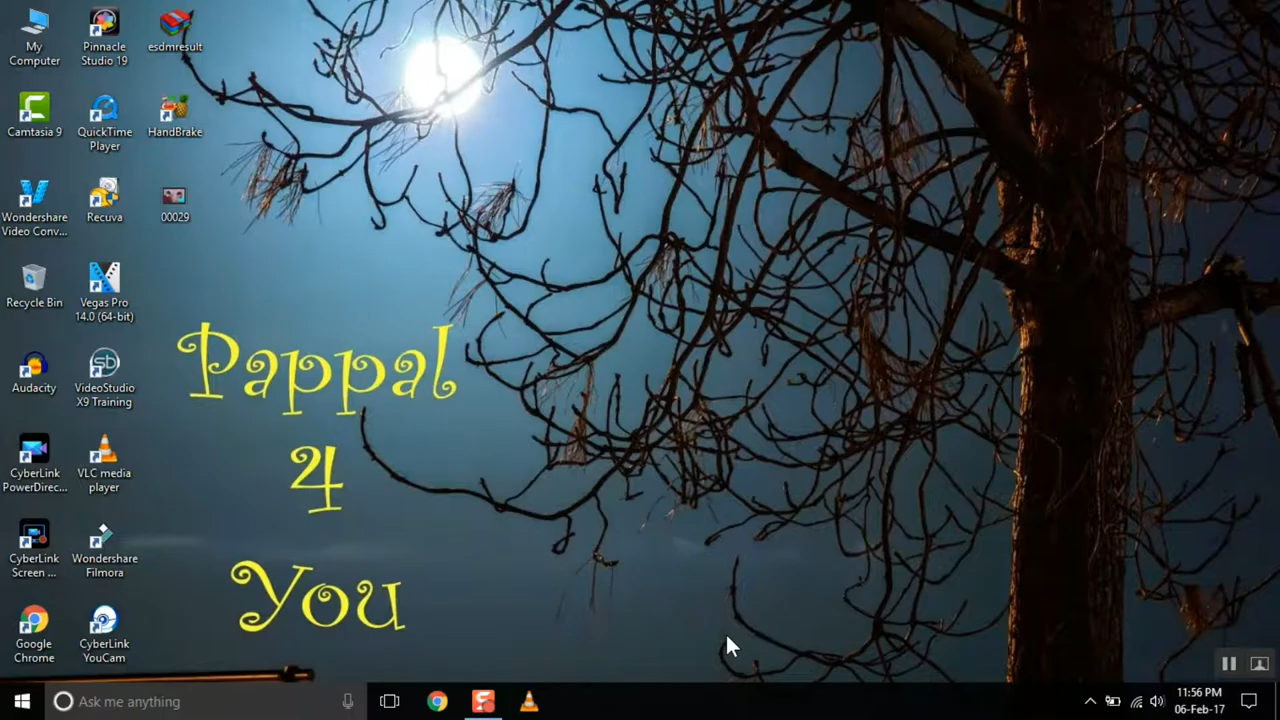 My
Computer
Pinnacle
Studio 19
esdmresult
Camtasia 9
QuickTime
Player
HandBrake
Wondershare
Video Conv...
Recuva
00029
Recycle Bin
Vegas Pro
14.0 (64-bit)
Audacity
VideoStudio
X9 Training
CyberLink
PowerDirec...
VLC media
player
CyberLink
Screen ...
Wondershare
Filmora
Google
Chrome
CyberLink
YouCam
Pappal
4
You
Ask me anything
11:56 PM
06-Feb-17